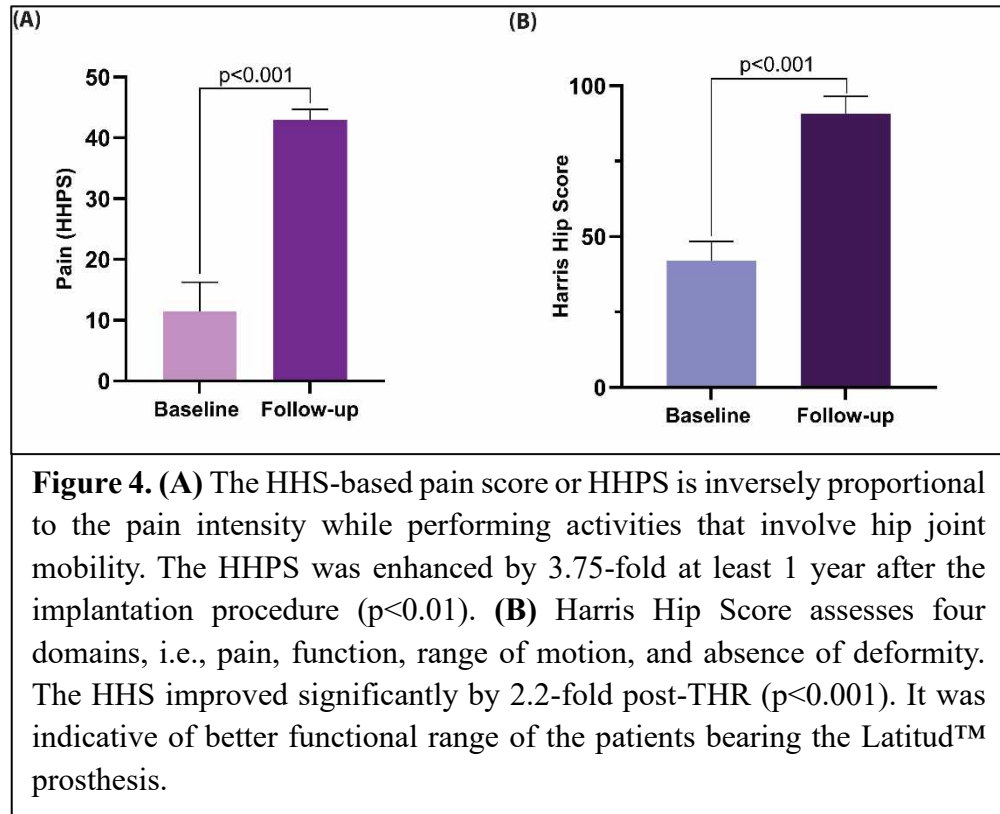 (A)
p<0.001
50
40
30
20
10
0
Pain (HHPS)
Baseline Follow-up
(B)
p<0.001
100
50
0
Harris Hip Score
Baseline Follow-up
Figure 4. (A) The HHS-based pain score or HHPS is inversely proportional
to the pain intensity while performing activities that involve hip joint
mobility. The HHPS was enhanced by 3.75-fold at least 1 year after the
implantation procedure (p<0.01). (B) Harris Hip Score assesses four
domains, i.e., pain, function, range of motion, and absence of deformity.
The HHS improved significantly by 2.2-fold post-THR (p<0.001). It was
indicative of better functional range of the patients bearing the Latitud™
prosthesis.